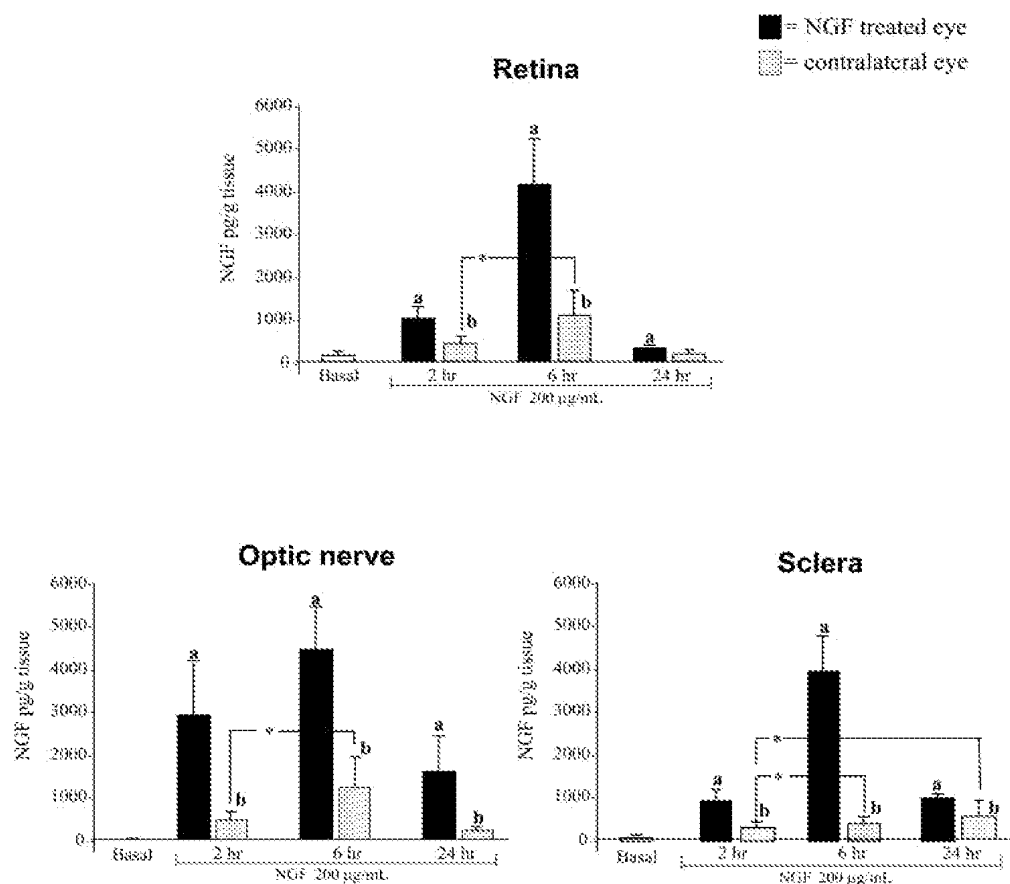 = NGF treated eye
= contralateral eye
Retina
NGF pg/g tissue
6000
5000
4000
3000
2000
1000
0
a
a
*
b
b
a
Basal
2 hr
6 hr
24 hr
NGF 200 µg/mL
Optic nerve
NGF pg/g tissue
6000
5000
4000
3000
2000
1000
0
a
a
a
*
b
b
b
Basal
2 hr
6 hr
24 hr
NGF 200 µg/mL
Sclera
NGF pg/g tissue
6000
5000
4000
3000
2000
1000
0
a
a
a
*
*
b
b
b
Basal
2 hr
6 hr
24 hr
NGF 200 µg/mL